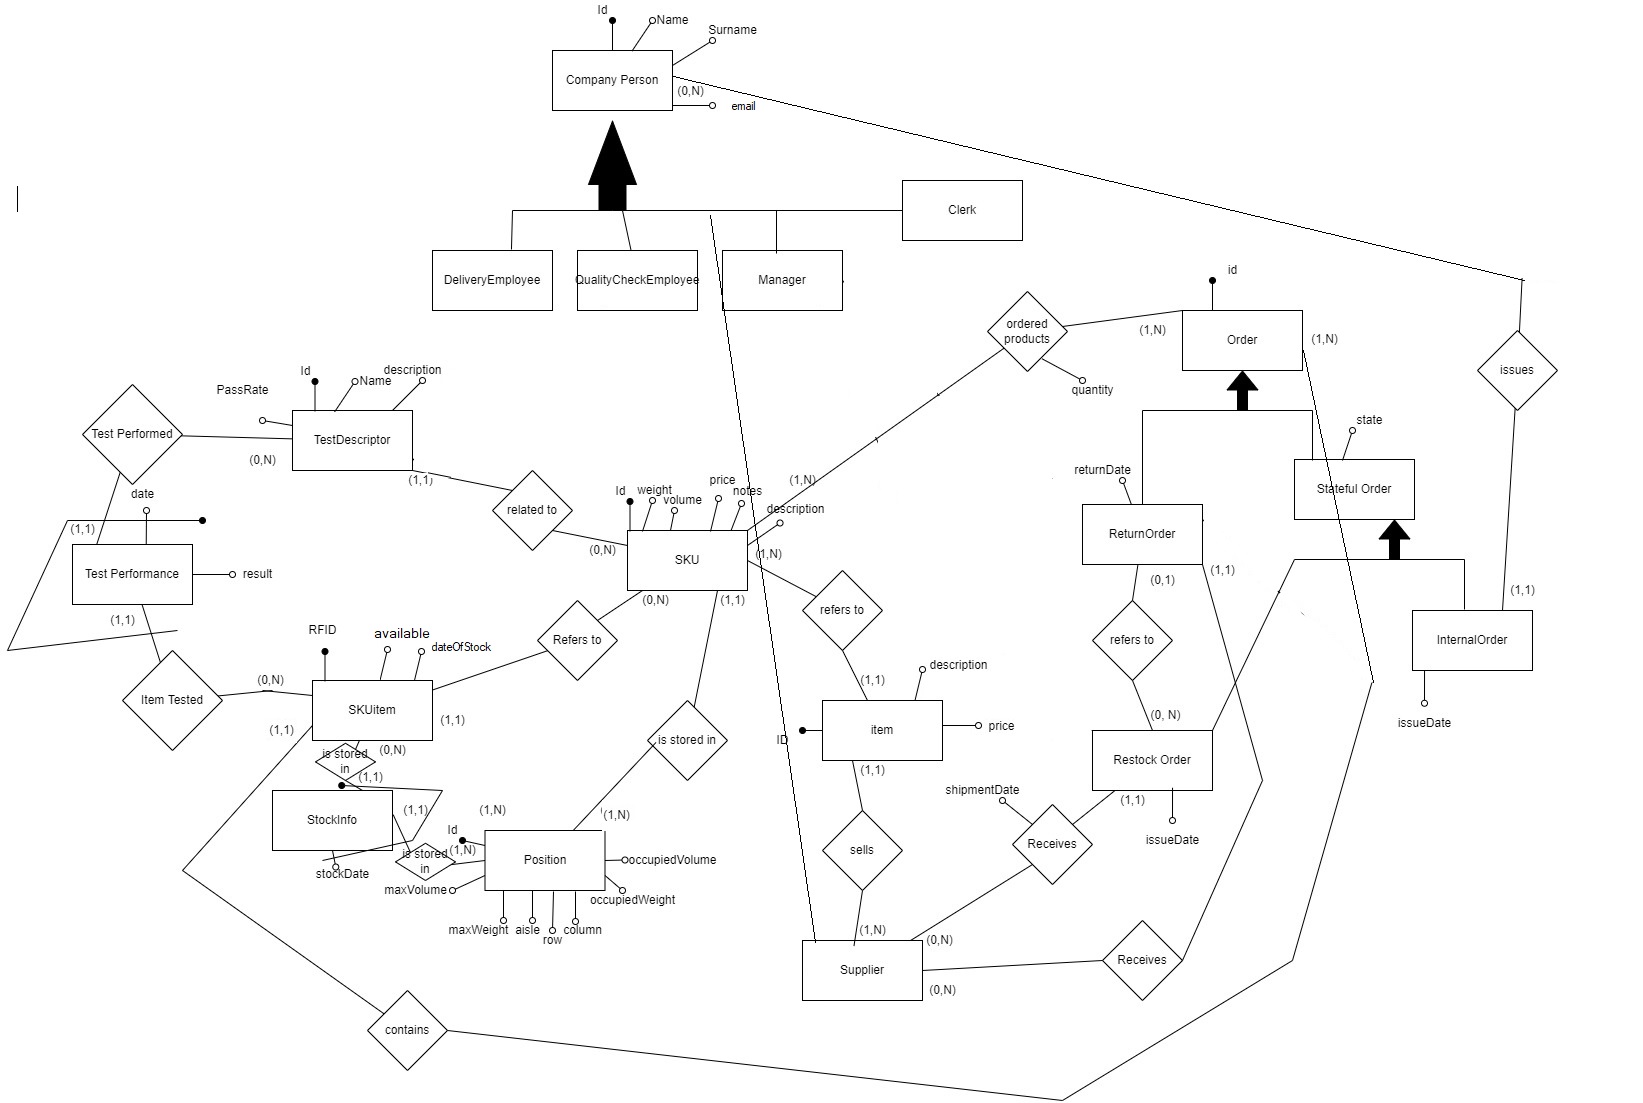 Id
Name
Surname
Company Person
(0,N)
email
Clerk
DeliveryEmployee
QualityCheckEmployee
Manager
id
ordered
products
(1,N)
Order
(1,N)
quantity
issues
Id
Name
description
PassRate
Test Performed
TestDescriptor
(0,N)
(1,1)
state
returnDate
Stateful Order
date
related to
Id
weight
volume
price
notes
(1,N)
description
(1,1)
(0,N)
SKU
(1,N)
ReturnOrder
Test Performance
result
(0,1)
(1,1)
(1,1)
(1,1)
(0,N)
(1,1)
refers to
refers to
InternalOrder
RFID
available
dateOfStock
Refers to
description
Item Tested
(0,N)
SKUitem
(1,1)
(1,1)
(1,1)
(0, N)
issueDate
is stored
in
(0,N)
(1,1)
is stored in
ID
item
price
Restock Order
(1,1)
shipmentDate
(1,1)
StockInfo
(1,1)
(1,N)
(1,N)
issueDate
Id
(1,N)
is stored
in
Position
occupiedVolume
sells
Receives
stockDate
maxVolume
occupiedWeight
maxWeight
aisle
row
column
(1,N)
(0,N)
Supplier
Receives
(0,N)
contains